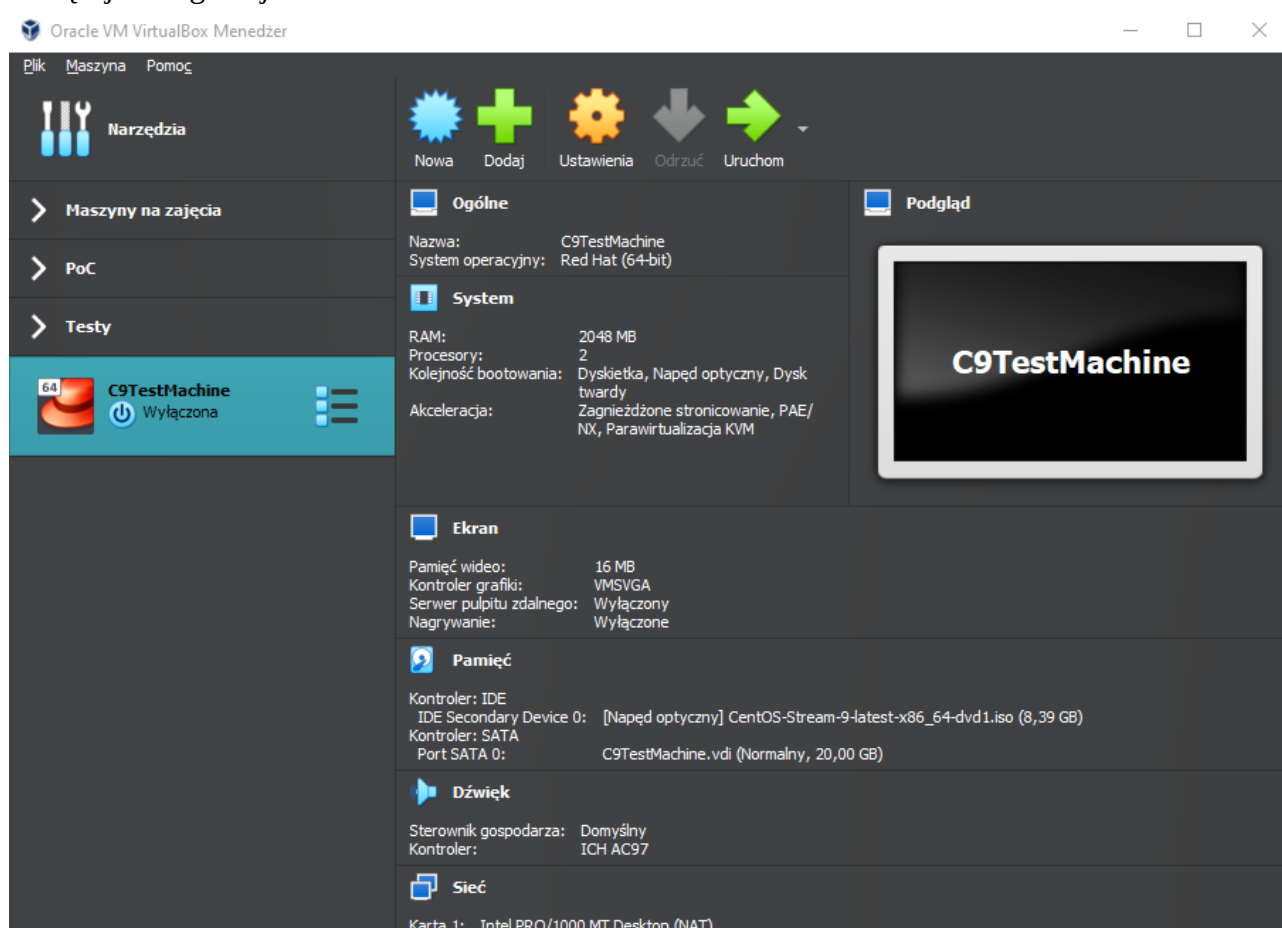 Oracle VM VirtualBox Menedżer
Plik Maszyna Pomoc
Narzędzia
Nowa Dodaj Ustawienia Odrzuć Uruchom
Maszyny na zajęcia
PoC
Testy
64
C9TestMachine
Wyłączona
Ogólne
Nazwa: C9TestMachine
System operacyjny: Red Hat (64-bit)
System
RAM: 2048 MB
Procesory: 2
Kolejność bootowania: Dyskietka, Napęd optyczny, Dysk
twardy
Akceleracja: Zagnieżdżone stronicowanie, PAE/
NX, Parawirtualizacja KVM
Podgląd
C9TestMachine
Ekran
Pamięć wideo: 16 MB
Kontroler grafiki: VMSVGA
Serwer pulpitu zdalnego: Wyłączony
Nagrywanie: Wyłączone
Pamięć
Kontroler: IDE
IDE Secondary Device 0: [Napęd optyczny] CentOS-Stream-9-latest-x86_64-dvd1.iso (8,39 GB)
Kontroler: SATA
Port SATA 0: C9TestMachine.vdi (Normalny, 20,00 GB)
Dźwięk
Sterownik gospodarza: Domyślny
Kontroler: ICH AC97
Sieć
Karta 1: Intel PRO/1000 MT Desktop (NAT)